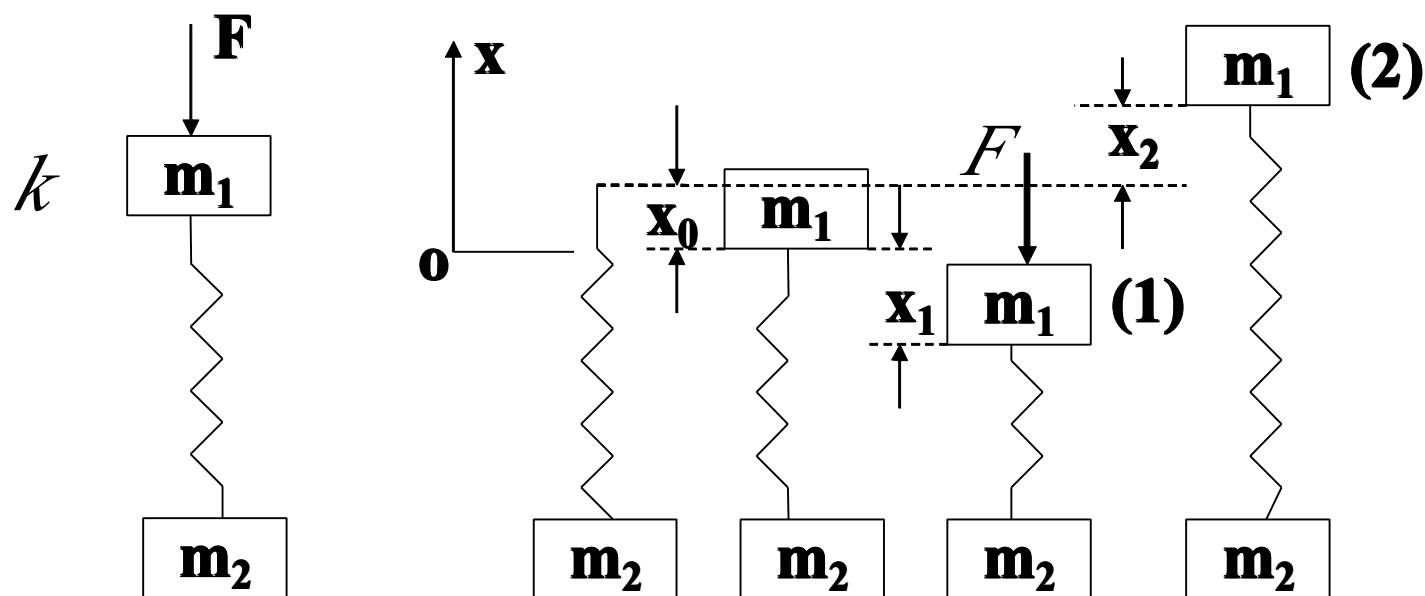 F
k
m₁
m₂
x
o
x₀
m₁
x₁
F
m₁
(1)
x₂
m₁
(2)
m₂
m₂
m₂
m₂